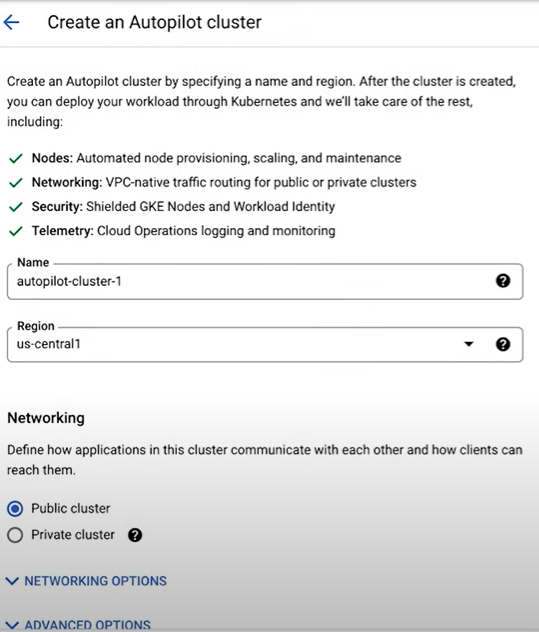 Create an Autopilot cluster
Create an Autopilot cluster by specifying a name and region. After the cluster is created,
you can deploy your workload through Kubernetes and we'll take care of the rest,
including:
Nodes: Automated node provisioning, scaling, and maintenance
Networking: VPC-native traffic routing for public or private clusters
Security: Shielded GKE Nodes and Workload Identity
Telemetry: Cloud Operations logging and monitoring
Name
autopilot-cluster-1
Region
us-central1
Networking
Define how applications in this cluster communicate with each other and how clients can
reach them.
Public cluster
Private cluster
NETWORKING OPTIONS
ADVANCED OPTIONS